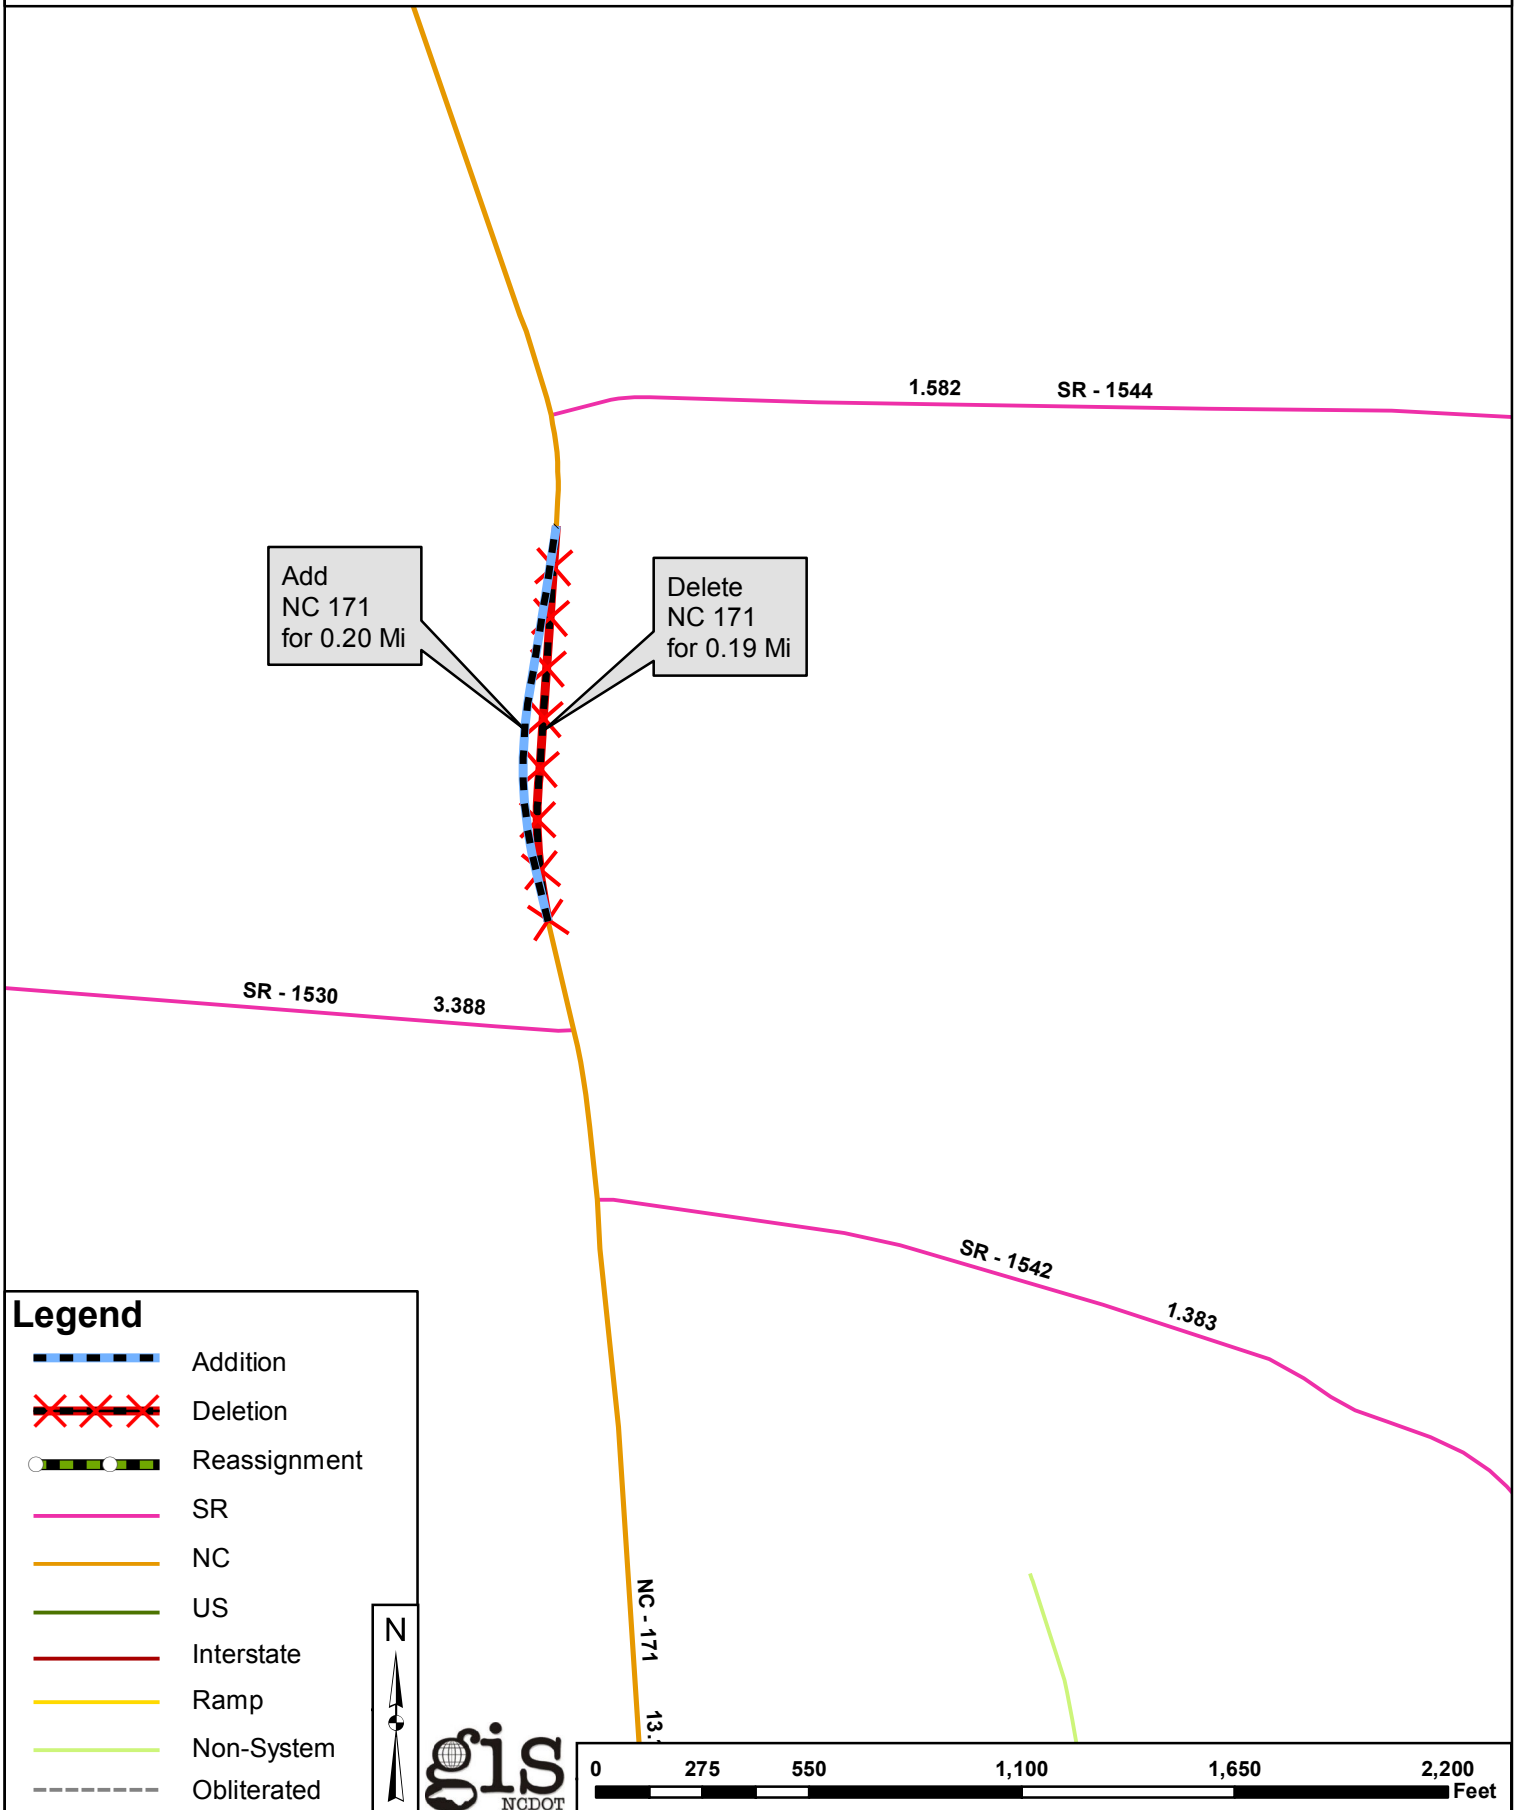 1.582 SR - 1544
Add
NC 171
for 0.20 Mi
Delete
NC 171
for 0.19 Mi
SR - 1530 3.388
SR - 1542
1.383
Legend
Addition
Deletion
Reassignment
SR
NC
US
Interstate
Ramp
Non-System
Obliterated
N
NC - 171
13.
gis
NCDOT
0 275 550 1,100 1,650 2,200
Feet